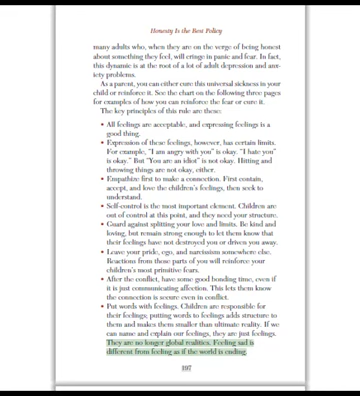 Honesty Is the Best Policy
many adults who, when they are on the verge of being honest
about something they feel, will cringe in panic and fear. In fact,
this dynamic is at the root of a lot of adult depression and anx-
iety problems.
As a parent, you can either cure this universal sickness in your
child or reinforce it. See the chart on the following three pages
for examples of how you can reinforce the fear or cure it.
The key principles of this rule are these:
• All feelings are acceptable, and expressing feelings is a
good thing.
• Expression of these feelings, however, has certain limits.
For example, "I am angry with you" is okay. "I hate you"
is okay." But "You are an idiot" is not okay. Hitting and
throwing things are not okay, either.
• Empathize first to make a connection. First contain,
accept, and love the children's feelings, then seek to
understand.
• Self-control is the most important element. Children are
out of control at this point, and they need your structure.
• Guard against splitting your love and limits. Be kind and
loving, but remain strong enough to let them know that
their feelings have not destroyed you or driven you away.
• Leave your pride, ego, and narcissism somewhere else.
Reactions from those parts of you will reinforce your
children's most primitive fears.
• After the conflict, have some good bonding time, even if
it is just communicating affection. This lets them know
the connection is secure even in conflict.
• Put words with feelings. Children are responsible for
their feelings; putting words to feelings adds structure to
them and makes them smaller than ultimate reality. If we
can name and explain our feelings, they are just feelings.
They are no longer global realities. Feeling sad is
different from feeling as if the world is ending.
197